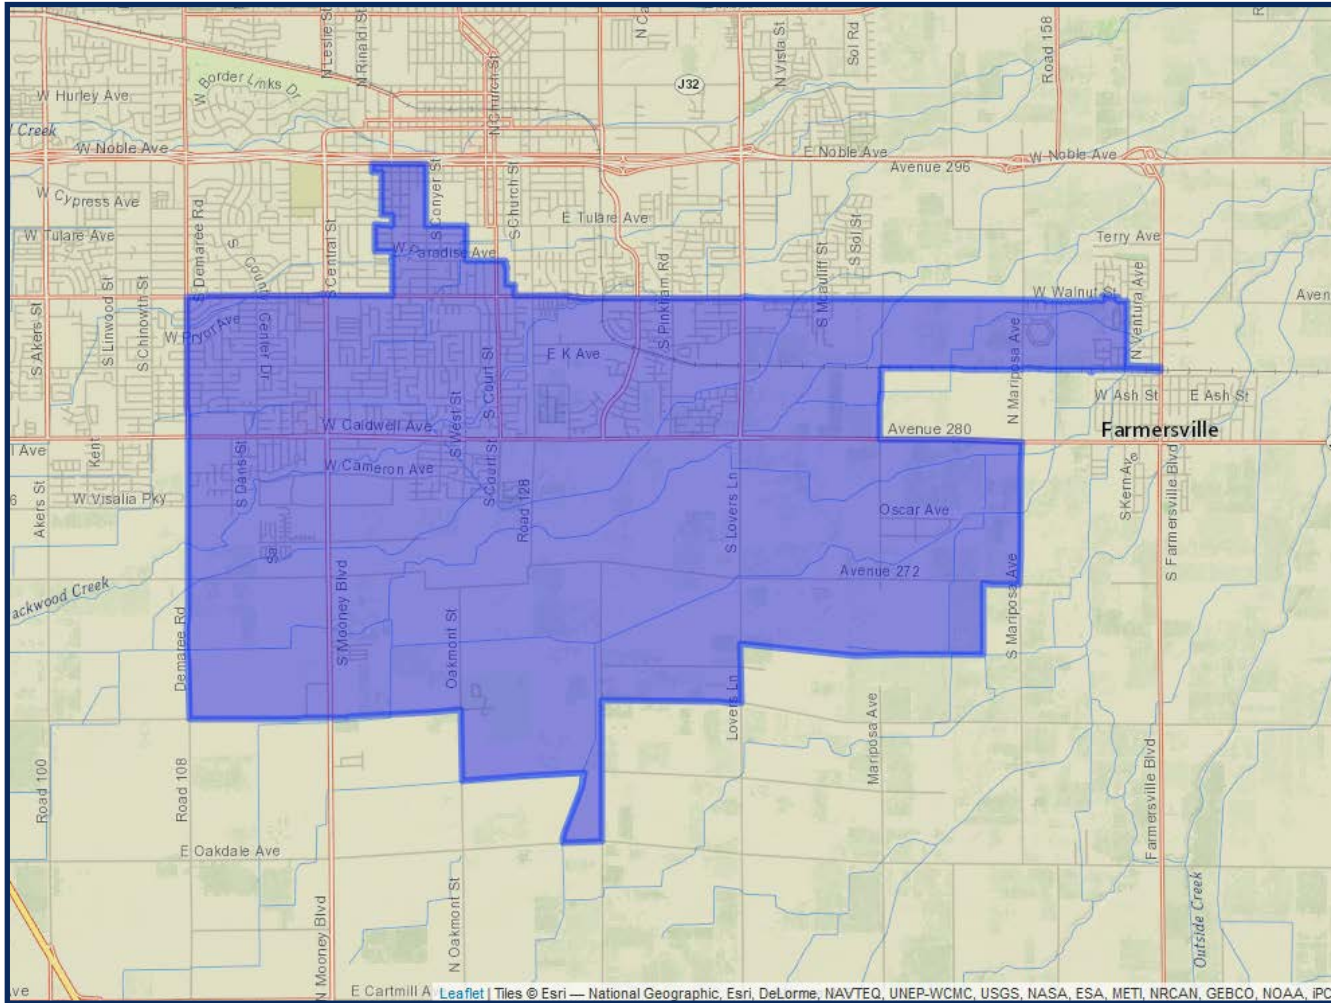 N Leslie St
N Rinaldi St
N Ca
N Vista St
Sol Rd
Road 158
R
W Border Links Dr
J32
W Hurley Ave
N Church St
l Creek
W Noble Ave
E Noble Ave
Avenue 296
W Noble Ave
W Cypress Ave
S Conyer St
S Church St
E Tulare Ave
W Tulare Ave
S Demaree Rd
S Central St
W Paradise Ave
S County Center Dr
S Pinkham Rd
S Mcauliff St
S Sol St
Terry Ave
W Walnut
Aven
S Akers St
S Linwood St
S Chinowth St
W Pryor Ave
E K Ave
S Court St
N Mariposa Ave
N Ventura Ave
W Ash St
E Ash St
W Caldwell Ave
S West St
Avenue 280
Farmersville
l Ave
Kent
S Dans St
W Cameron Ave
S Court St
W Visalia Pky
6
Akers St
Road 128
S Lovers Ln
Oscar Ave
S Kern Ave
S Farmersville Blvd
Sa
Avenue 272
ackwood Creek
S Mooney Blvd
Demaree Rd
Oakmont St
S Mariposa Ave
Lovers Ln
Mariposa Ave
Road 100
Road 108
Farmersville Blvd
E Oakdale Ave
N Mooney Blvd
N Oakmont St
Outside Creek
ve
E Cartmill A
Leaflet | Tiles © Esri — National Geographic, Esri, DeLorme, NAVTEQ, UNEP-WCMC, USGS, NASA, ESA, METI, NRCAN, GEBCO, NOAA, iPC